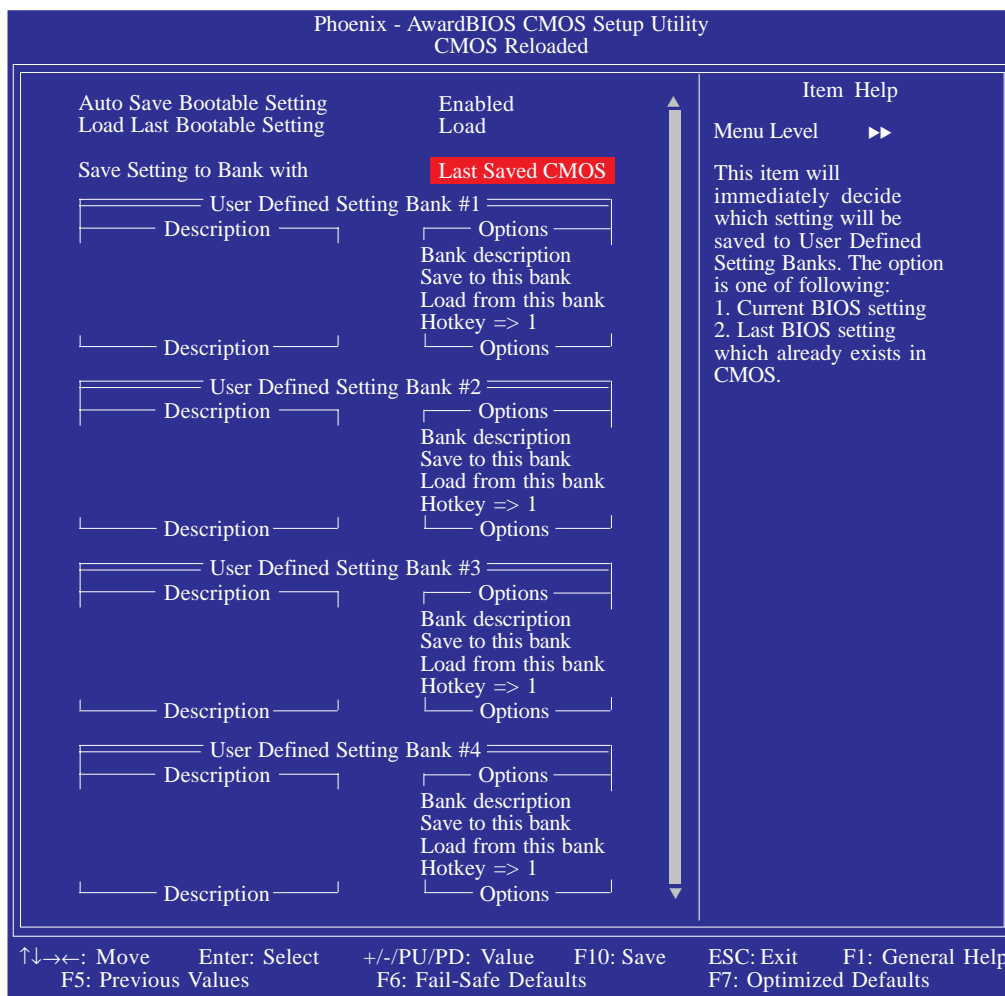 Phoenix - AwardBIOS CMOS Setup Utility
CMOS Reloaded
Auto Save Bootable Setting Enabled
Load Last Bootable Setting Load
Save Setting to Bank with Last Saved CMOS
User Defined Setting Bank #1
Description Options
Bank description
Save to this bank
Load from this bank
Hotkey => 1
Description Options
User Defined Setting Bank #2
Description Options
Bank description
Save to this bank
Load from this bank
Hotkey => 1
Description Options
User Defined Setting Bank #3
Description Options
Bank description
Save to this bank
Load from this bank
Hotkey => 1
Description Options
User Defined Setting Bank #4
Description Options
Bank description
Save to this bank
Load from this bank
Hotkey => 1
Description Options
Item Help
Menu Level ▶▶
This item will
immediately decide
which setting will be
saved to User Defined
Setting Banks. The option
is one of following:
1. Current BIOS setting
2. Last BIOS setting
which already exists in
CMOS.
↑↓→←: Move Enter: Select +/-/PU/PD: Value F10: Save ESC: Exit F1: General Help
F5: Previous Values F6: Fail-Safe Defaults F7: Optimized Defaults